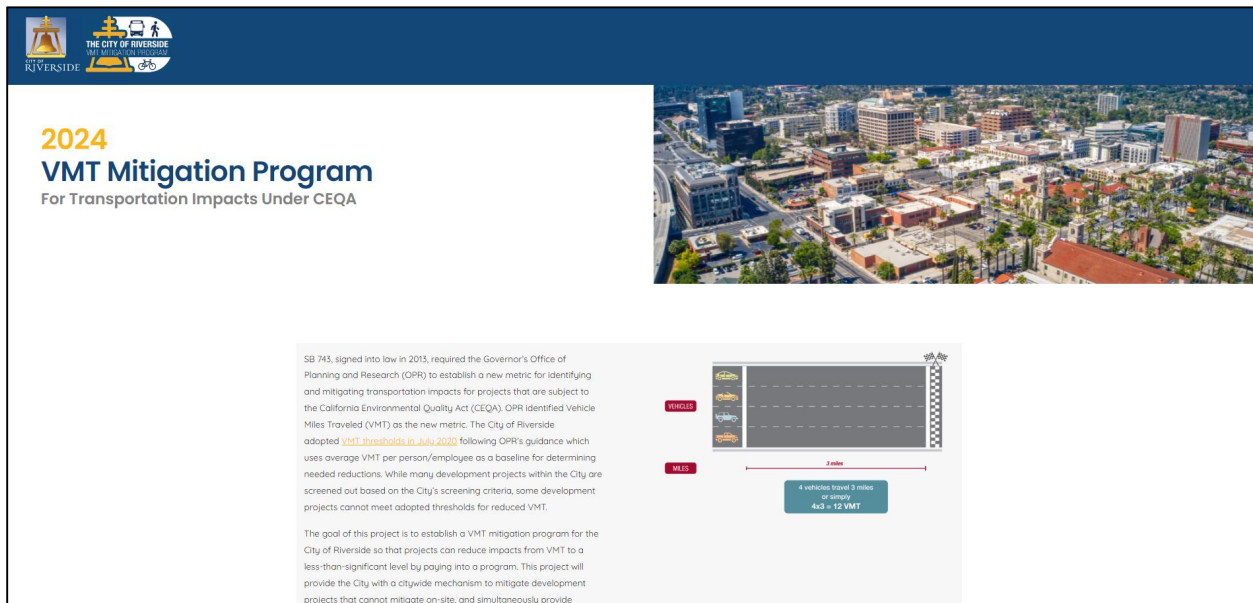 CITY OF
RIVERSIDE
THE CITY OF RIVERSIDE
VMT MITIGATION PROGRAM
2024
VMT Mitigation Program
For Transportation Impacts Under CEQA
SB 743, signed into law in 2013, required the Governor's Office of
Planning and Research (OPR) to establish a new metric for identifying
and mitigating transportation impacts for projects that are subject to
the California Environmental Quality Act (CEQA). OPR identified Vehicle
Miles Traveled (VMT) as the new metric. The City of Riverside
adopted VMT thresholds in July 2020 following OPR's guidance which
uses average VMT per person/employee as a baseline for determining
needed reductions. While many development projects within the City are
screened out based on the City's screening criteria, some development
projects cannot meet adopted thresholds for reduced VMT.
The goal of this project is to establish a VMT mitigation program for the
City of Riverside so that projects can reduce impacts from VMT to a
less-than-significant level by paying into a program. This project will
provide the City with a citywide mechanism to mitigate development
projects that cannot mitigate on-site, and simultaneously provide
VEHICLES
MILES
3 miles
4 vehicles travel 3 miles
or simply
4x3 = 12 VMT